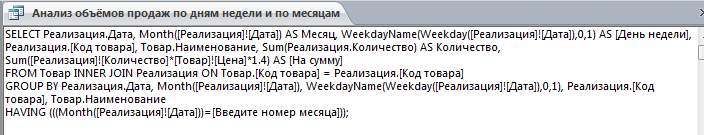 Анализ объёмов продаж по дням недели и по месяцам
SELECT Реализация.Дата, Month([Реализация]![Дата]) AS Месяц, WeekdayName(Weekday([Реализация]![Дата]),0,1) AS [День недели],
Реализация.[Код товара], Товар.Наименование, Sum(Реализация.Количество) AS Количество,
Sum([Реализация]![Количество]*[Товар]![Цена]*1.4) AS [На сумму]
FROM Товар INNER JOIN Реализация ON Товар.[Код товара] = Реализация.[Код товара]
GROUP BY Реализация.Дата, Month([Реализация]![Дата]), WeekdayName(Weekday([Реализация]![Дата]),0,1), Реализация.[Код
товара], Товар.Наименование
HAVING (((Month([Реализация]![Дата]))=[Введите номер месяца]));